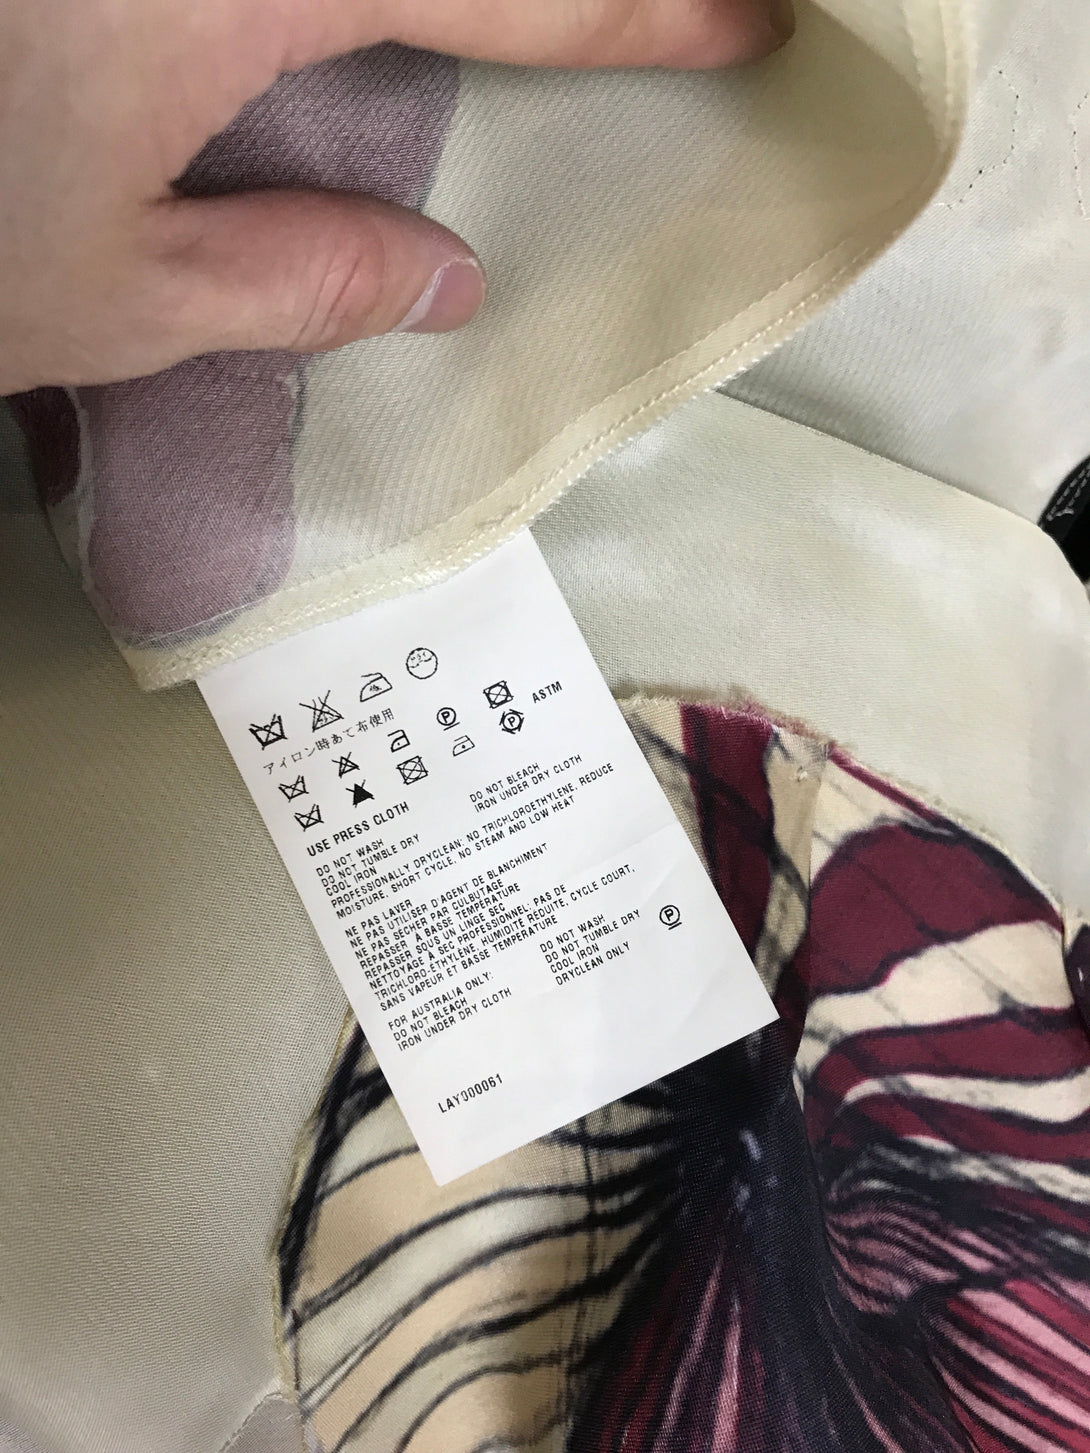 アイロン時あて布使用
ASTM
USE PRESS CLOTH
DO NOT WASH
DO NOT BLEACH
DO NOT TUMBLE DRY
IRON UNDER DRY CLOTH
COOL IRON
PROFESSIONALLY DRYCLEAN: NO TRICHLOROETHYLENE, REDUCE
MOISTURE, SHORT CYCLE, NO STEAM AND LOW HEAT
NE PAS LAVER
NE PAS UTILISER D'AGENT DE BLANCHIMENT
NE PAS SECHER PAR CULBUTAGE
REPASSER A BASSE TEMPÉRATURE
REPASSER SOUS UN LINGE SEC
NETTOYAGE À SEC PROFESSIONNEL: PAS DE
TRICHLORO-ÉTHYLÈNE, HUMIDITÉ RÉDUITE, CYCLE COURT,
SANS VAPEUR ET BASSE TEMPÉRATURE
FOR AUSTRALIA ONLY:
DO NOT WASH
DO NOT BLEACH
DO NOT TUMBLE DRY
IRON UNDER DRY CLOTH
COOL IRON
DRYCLEAN ONLY
LAY000061